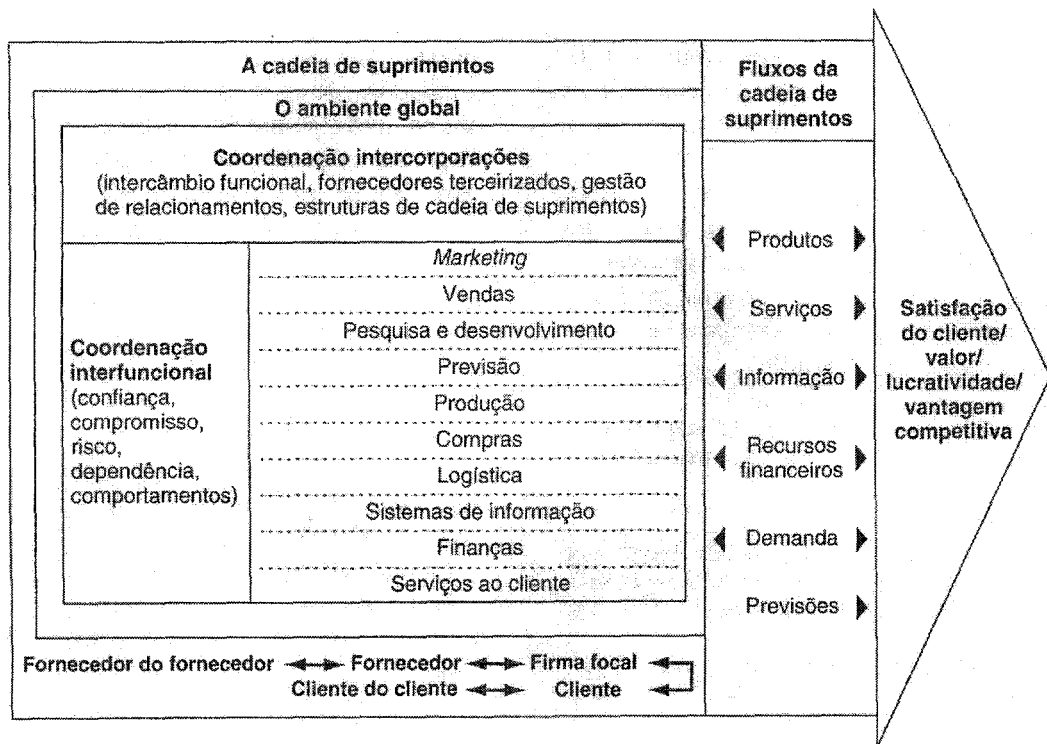 A cadeia de suprimentos
O ambiente global
Coordenação intercorporações
(intercâmbio funcional, fornecedores terceirizados, gestão
de relacionamentos, estruturas de cadeia de suprimentos)
Coordenação
interfuncional
(confiança,
compromisso,
risco,
dependência,
comportamentos)
Marketing
Vendas
Pesquisa e desenvolvimento
Previsão
Produção
Compras
Logística
Sistemas de informação
Finanças
Serviços ao cliente
Fornecedor do fornecedor Fornecedor Firma focal
Cliente do cliente Cliente
Fluxos da
cadeia de
suprimentos
Produtos
Serviços
Informação
Recursos
financeiros
Demanda
Previsões
Satisfação
do cliente/
valor/
lucratividade/
vantagem
competitiva